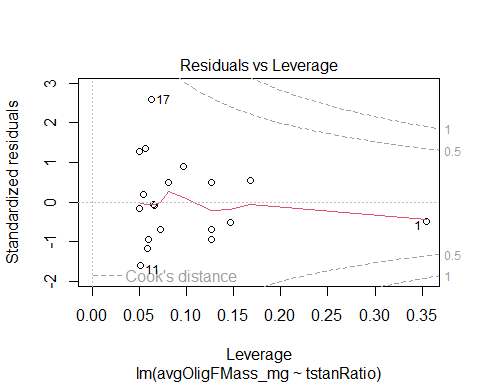 Residuals vs Leverage
Standardized residuals
3
2
1
0
-1
-2
17
11
1
1
0.5
0.5
1
Cook's distance
0.00 0.05 0.10 0.15 0.20 0.25 0.30 0.35
Leverage
lm(avgOligFMass_mg ~ tstanRatio)